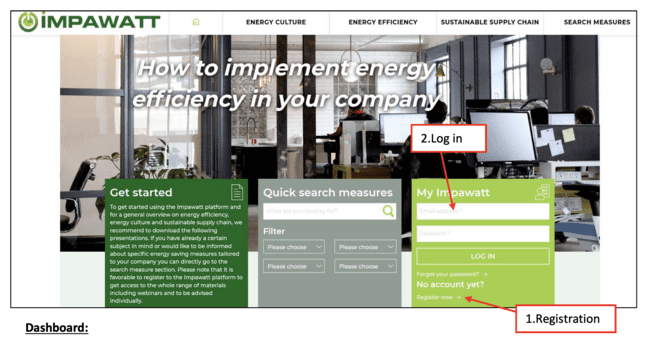 IMPAWATT
ENERGY CULTURE
ENERGY EFFICIENCY
SUSTAINABLE SUPPLY CHAIN
SEARCH MEASURES
How to implement energy
efficiency in your company
2.Log in
Get started
To get started using the Impawatt platform and
for a general overview on energy efficiency,
energy culture and sustainable supply chain, we
recommend to download the following
presentations. If you have already a certain
subject in mind or would like to be informed
about specific energy saving measures tailored
to your company you can directly go to the
search measure section. Please note that it is
favorable to register to the Impawatt platform to
get access to the whole range of materials
including webinars and to be advised
individually.
Quick search measures
What are you looking for?
Filter
Please choose
Please choose
Please choose
Please choose
My Impawatt
Email address *
Password *
LOG IN
Forgot your password? →
No account yet?
Register now →
1.Registration
Dashboard: